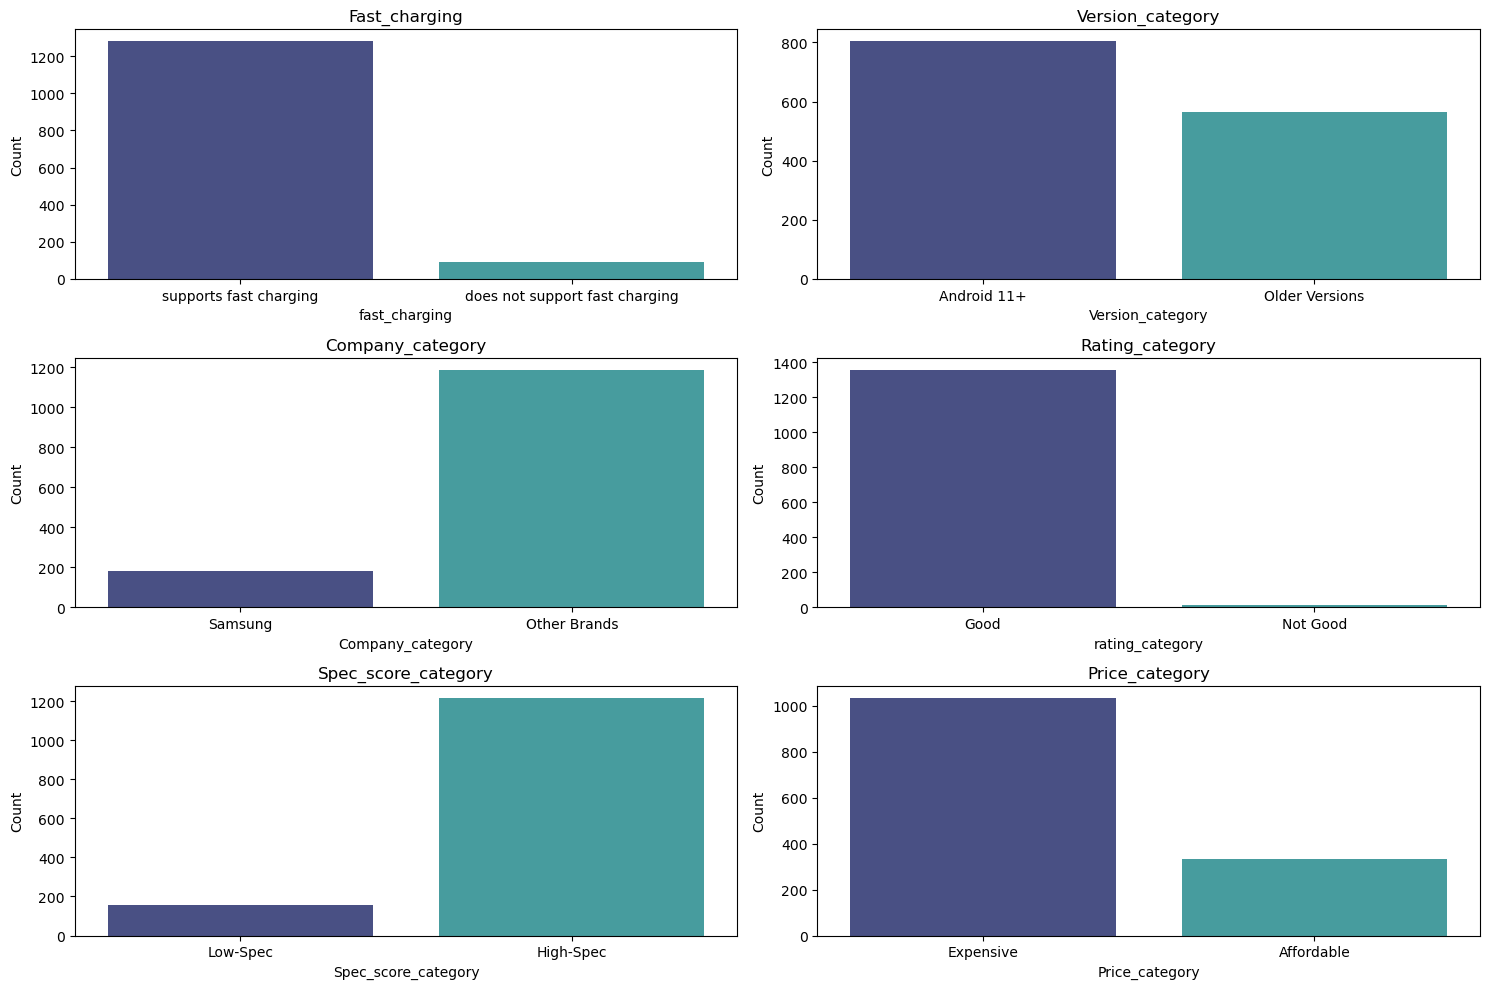 Fast_charging
1200
1000
800
600
400
200
0
Count
supports fast charging
does not support fast charging
fast_charging
Version_category
800
600
400
200
0
Count
Android 11+
Older Versions
Version_category
Company_category
1200
1000
800
600
400
200
0
Count
Samsung
Other Brands
Company_category
Rating_category
1400
1200
1000
800
600
400
200
0
Count
Good
Not Good
rating_category
Spec_score_category
1200
1000
800
600
400
200
0
Count
Low-Spec
High-Spec
Spec_score_category
Price_category
1000
800
600
400
200
0
Count
Expensive
Affordable
Price_category